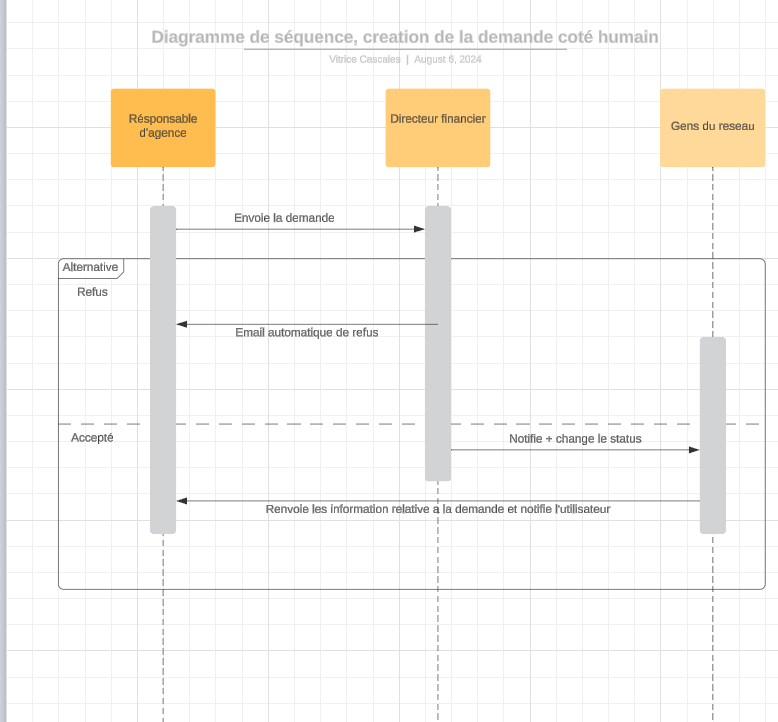 Diagramme de séquence, creation de la demande coté humain
Vitrice Cascales | August 6, 2024
Résponsable
d'agence
Directeur financier
Gens du reseau
Envoie la demande
Alternative
Refus
Email automatique de refus
Accepté
Notifie + change le status
Renvoie les information relative a la demande et notifie l'utilisateur